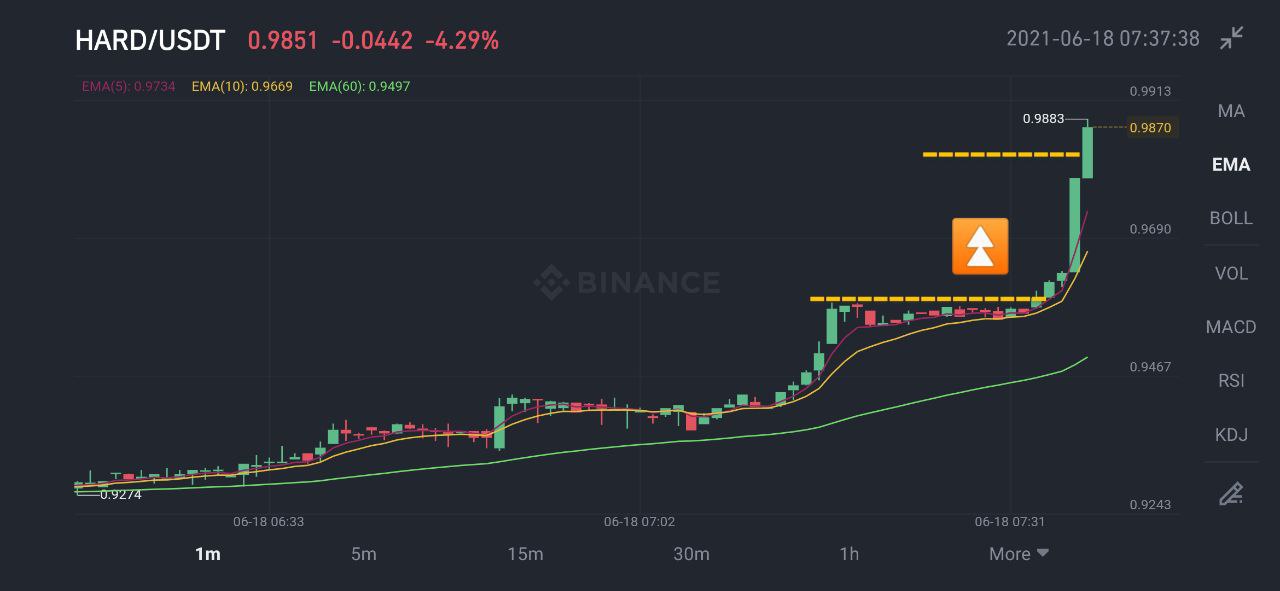 HARD/USDT 0.9851 -0.0442 -4.29% 2021-06-18 07:37:38
EMA(5): 0.9734 EMA(10): 0.9669 EMA(60): 0.9497
0.9913
MA
0.9883
0.9870
EMA
BOLL
0.9690
VOL
BINANCE
MACD
0.9467
RSI
KDJ
0.9274
0.9243
06-18 06:33 06-18 07:02 06-18 07:31
1m 5m 15m 30m 1h More